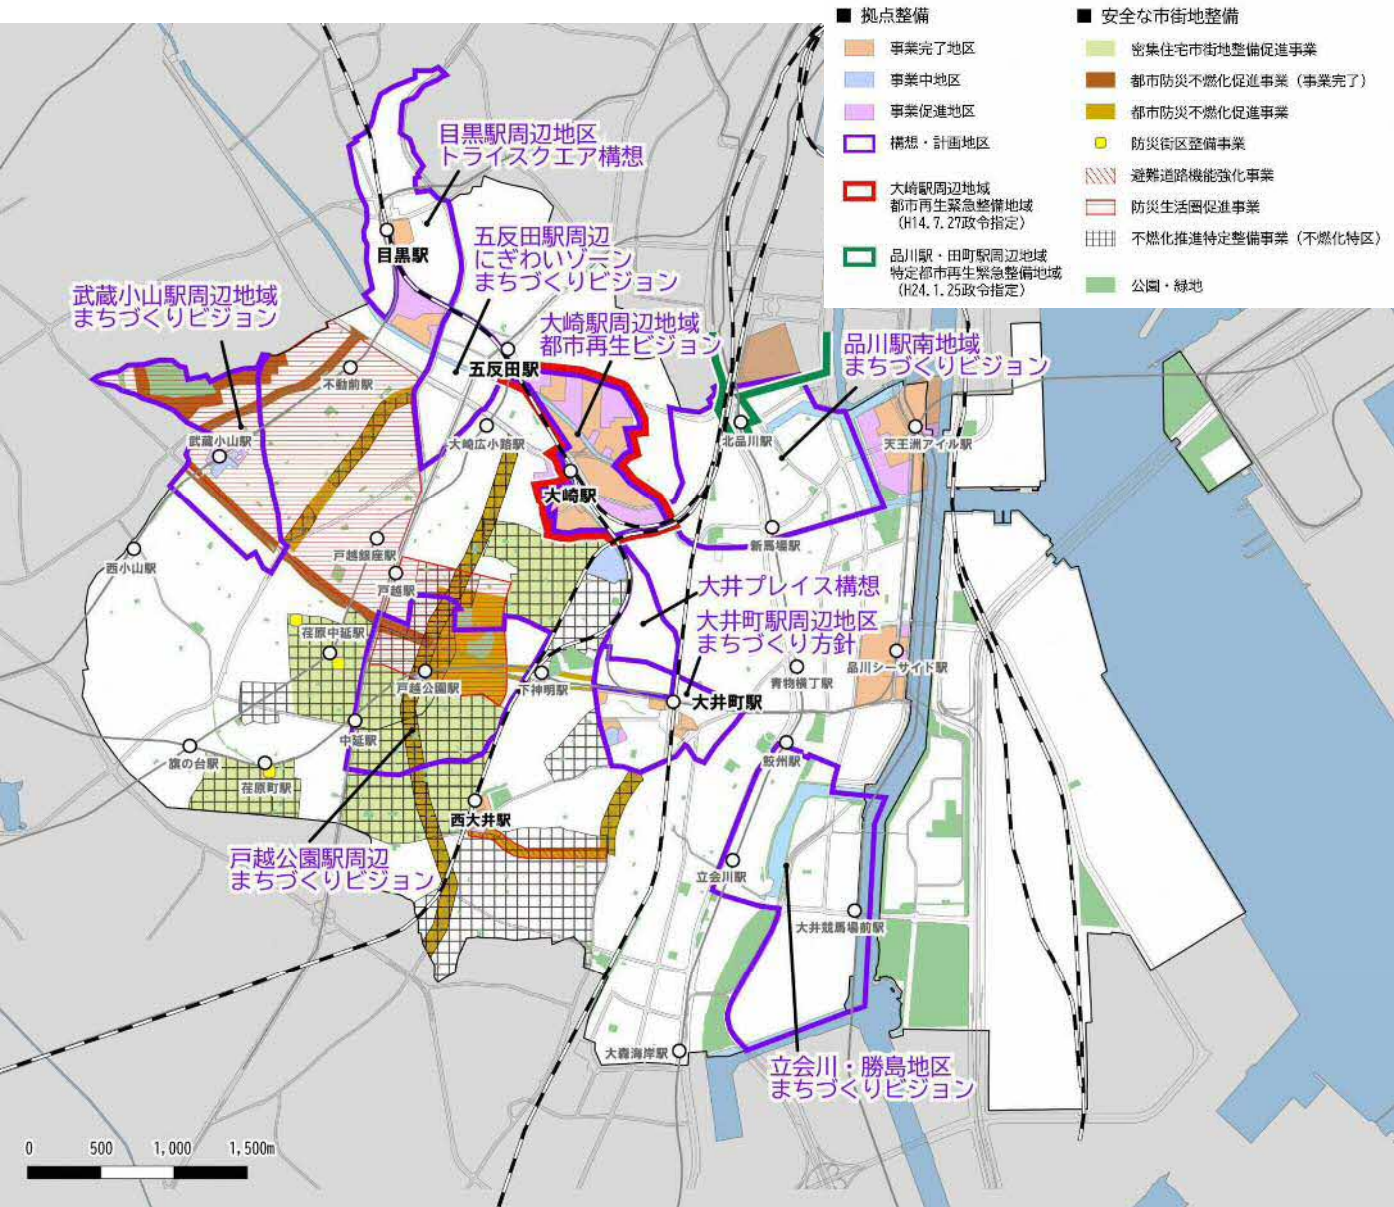 ■ 拠点整備
事業完了地区
事業中地区
事業促進地区
構想・計画地区
大崎駅周辺地域
都市再生緊急整備地域
（H14.7.27政令指定）
品川駅・田町駅周辺地域
特定都市再生緊急整備地域
（H24.1.25政令指定）
■ 安全な市街地整備
密集住宅市街地整備促進事業
都市防災不燃化促進事業（事業完了）
都市防災不燃化促進事業
防災街区整備事業
避難道路機能強化事業
防災生活圏促進事業
不燃化推進特定整備事業（不燃化特区）
公園・緑地
目黒駅周辺地区
トライスクエア構想
目黒駅
五反田駅周辺
にぎわいゾーン
まちづくりビジョン
武蔵小山駅周辺地域
まちづくりビジョン
大崎駅周辺地域
都市再生ビジョン
品川駅南地域
まちづくりビジョン
五反田駅
不動前駅
武蔵小山駅
大崎広小路駅
北品川駅
天王洲アイル駅
大崎駅
新馬場駅
戸越銀座駅
西小山駅
戸越駅
大井プレイス構想
大井町駅周辺地区
まちづくり方針
荏原中延駅
戸越公園駅
下神明駅
青物横丁駅
品川シーサイド駅
大井町駅
中延駅
旗の台駅
荏原町駅
鮫洲駅
西大井駅
戸越公園駅周辺
まちづくりビジョン
立会川駅
大井競馬場前駅
大森海岸駅
立会川・勝島地区
まちづくりビジョン
0 500 1,000 1,500m